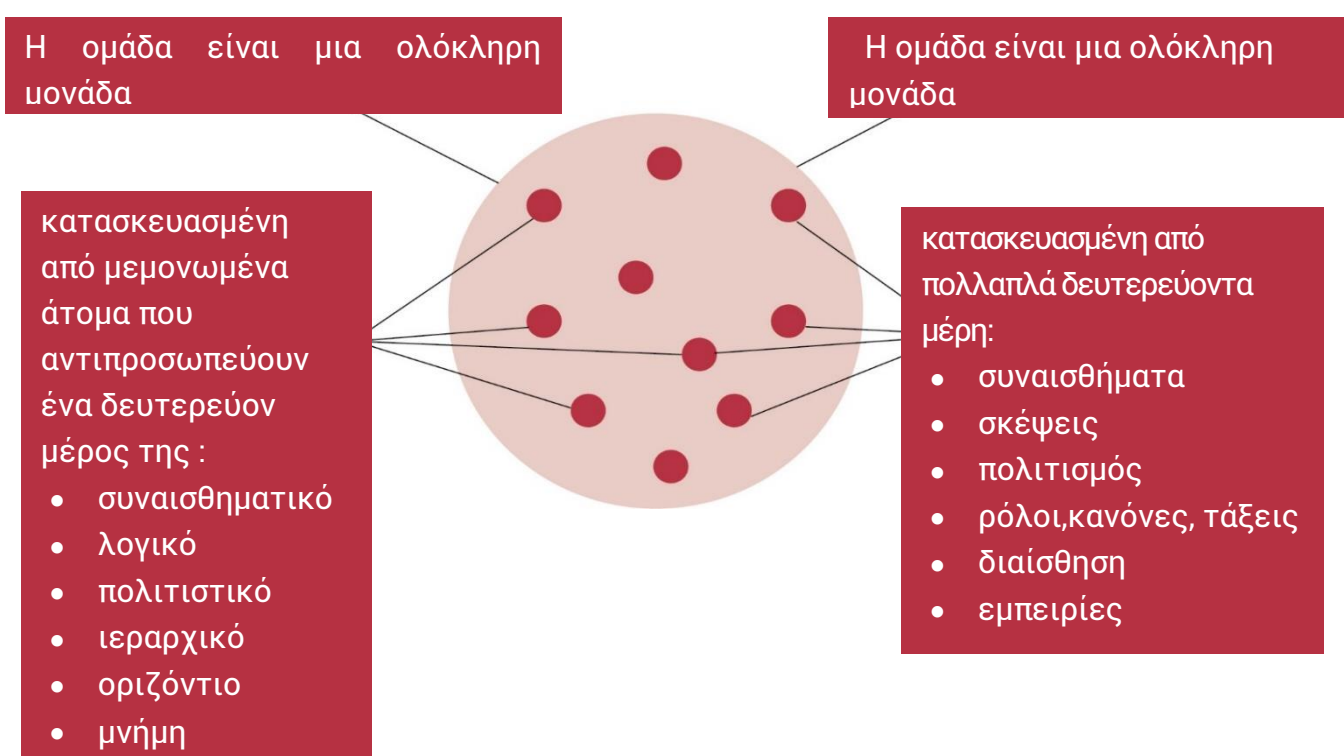 Η ομάδα είναι μια ολόκληρη
μονάδα
Η ομάδα είναι μια ολόκληρη
μονάδα
κατασκευασμένη
από μεμονωμένα
άτομα που
αντιπροσωπεύουν
ένα δευτερεύον
μέρος της :
● συναισθηματικό
● λογικό
● πολιτιστικό
● ιεραρχικό
● οριζόντιο
● μνήμη
κατασκευασμένη από
πολλαπλά δευτερεύοντα
μέρη:
● συναισθήματα
● σκέψεις
● πολιτισμός
● ρόλοι,κανόνες, τάξεις
● διαίσθηση
● εμπειρίες